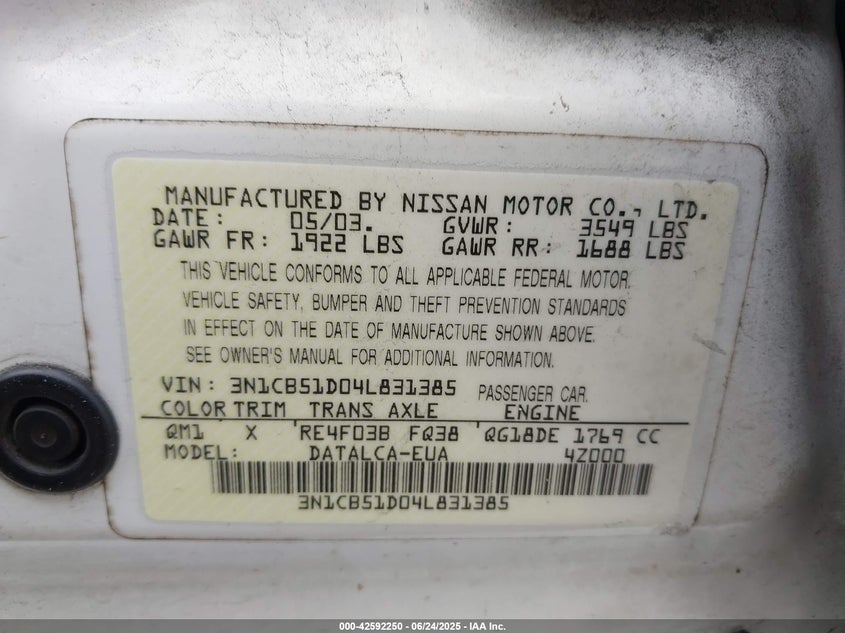 MANUFACTURED BY NISSAN MOTOR CO., LTD.
DATE: 05/03. GVWR: 3549 LBS
GAWR FR: 1922 LBS GAWR RR: 1688 LBS
THIS VEHICLE CONFORMS TO ALL APPLICABLE FEDERAL MOTOR
VEHICLE SAFETY, BUMPER AND THEFT PREVENTION STANDARDS
IN EFFECT ON THE DATE OF MANUFACTURE SHOWN ABOVE.
SEE OWNER'S MANUAL FOR ADDITIONAL INFORMATION.
VIN: 3N1CB51D04L831385 PASSENGER CAR.
COLOR TRIM TRANS AXLE ENGINE
QM1 X RE4F03B FQ38 QG18DE 1769 CC
MODEL: DATALCA-EUA 4Z000
3N1CB51D04L831385
000-42592250 - 06/24/2025 - IAA Inc.